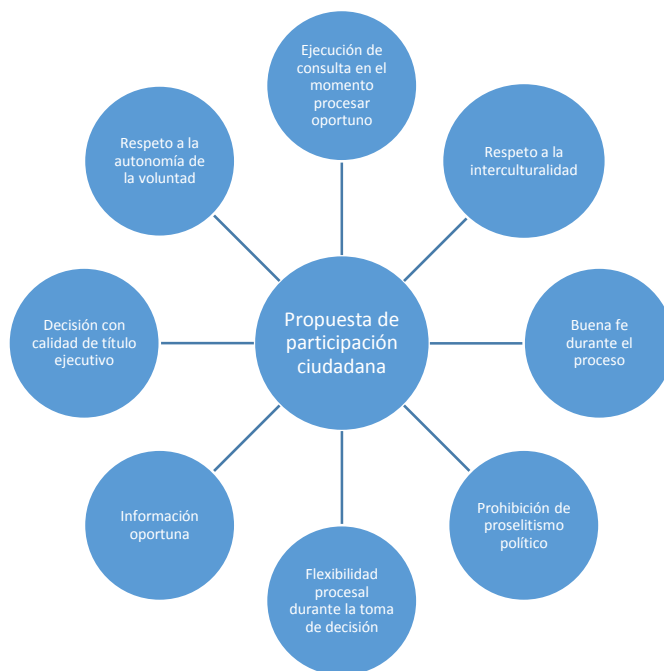 Ejecución de
consulta en el
momento
procesar
oportuno
Respeto a la
interculturalidad
Buena fe
durante el
proceso
Prohibición de
proselitismo
político
Flexibilidad
procesal
durante la toma
de decisión
Información
oportuna
Decisión con
calidad de título
ejecutivo
Respeto a la
autonomía de
la voluntad
Propuesta de
participación
ciudadana